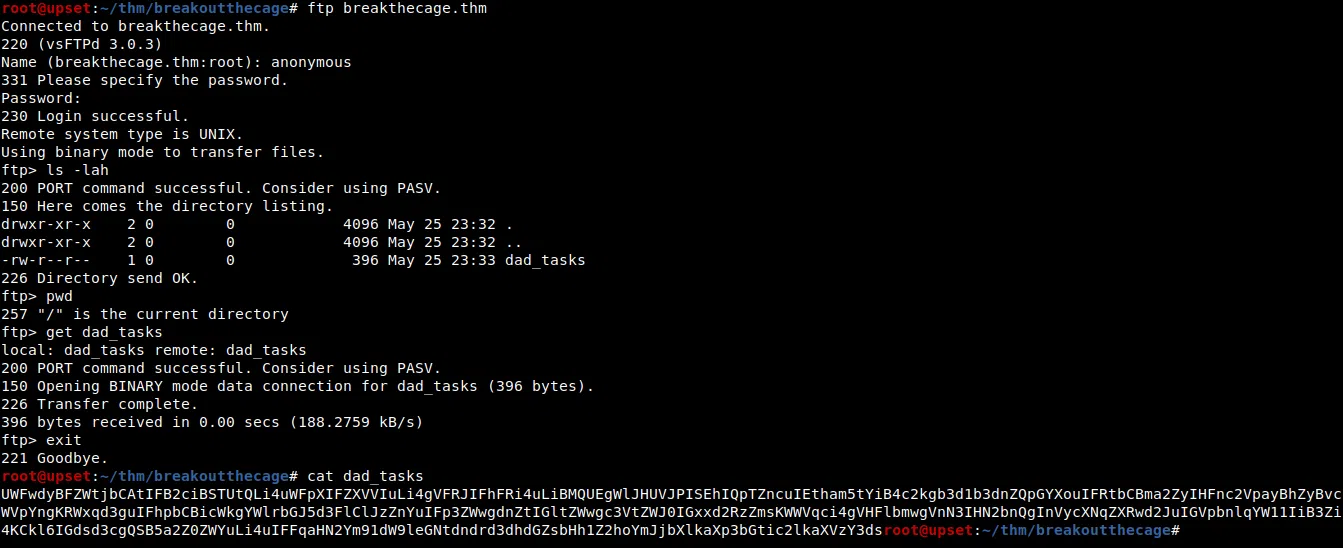 root@upset:~/thm/breakoutthecage# ftp breakthecage.thm
Connected to breakthecage.thm.
220 (vsFTPd 3.0.3)
Name (breakthecage.thm:root): anonymous
331 Please specify the password.
Password:
230 Login successful.
Remote system type is UNIX.
Using binary mode to transfer files.
ftp> ls -lah
200 PORT command successful. Consider using PASV.
150 Here comes the directory listing.
drwxr-xr-x    2 0        0            4096 May 25 23:32 .
drwxr-xr-x    2 0        0            4096 May 25 23:32 ..
-rw-r--r--    1 0        0             396 May 25 23:33 dad_tasks
226 Directory send OK.
ftp> pwd
257 "/" is the current directory
ftp> get dad_tasks
local: dad_tasks remote: dad_tasks
200 PORT command successful. Consider using PASV.
150 Opening BINARY mode data connection for dad_tasks (396 bytes).
226 Transfer complete.
396 bytes received in 0.00 secs (188.2759 kB/s)
ftp> exit
221 Goodbye.
root@upset:~/thm/breakoutthecage# cat dad_tasks
UWFwdyBFZWtjbCAtIFB2ciBSTUtQLi4uWFpXIFZXVVIuLi4gVFRJIFhFRi4uLiBMQUEgWlJHUVJPISEhIQpTZncuIEtham5tYiB4c2kgb3d1b3dnZQpGYXouIFRtbCBma2ZyIHFnc2VpayBhZyBvc
WVpYngKRWxqd3guIFhpbCBicWkgYWlrbGJ5d3FlClJzZnYuIFp3ZWwgdnZtIGltZWwgc3VtZWJ0IGxxd2RzZmsKWWVqci4gVHFlbmwgVnN3IHN2bnQgInVycXNqZXRwd2JuIGVpbnlqYW11IiB3Zi
4KCkl6IGdsd3cgQSB5a2Z0ZWYuLi4uIFFqaHN2Ym91dW9leGNtdndrd3dhdGZsbHh1Z2hoYmJjbXlkaXp3bGtic2lkaXVzY3dsroot@upset:~/thm/breakoutthecage#